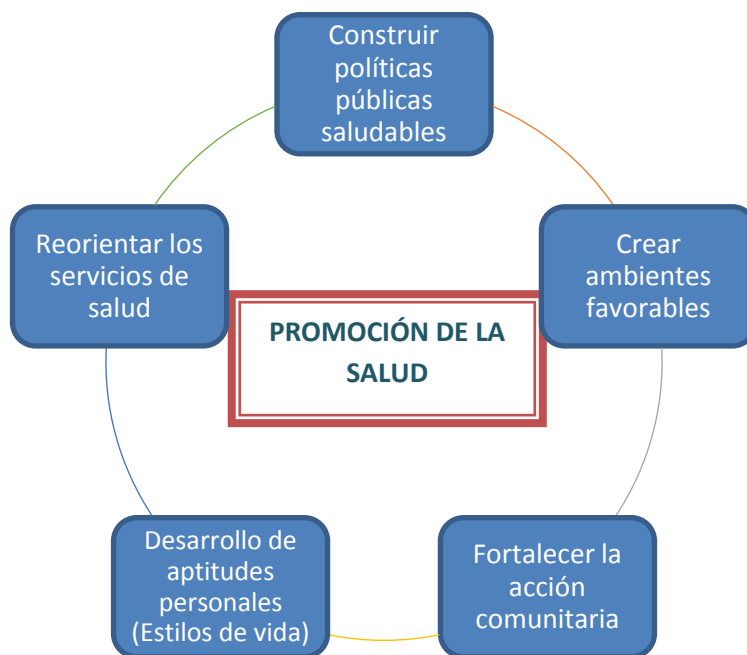 Construir
políticas
públicas
saludables
Reorientar los
servicios de
salud
Crear
ambientes
favorables
PROMOCIÓN DE LA
SALUD
Desarrollo de
aptitudes
personales
(Estilos de vida)
Fortalecer la
acción
comunitaria